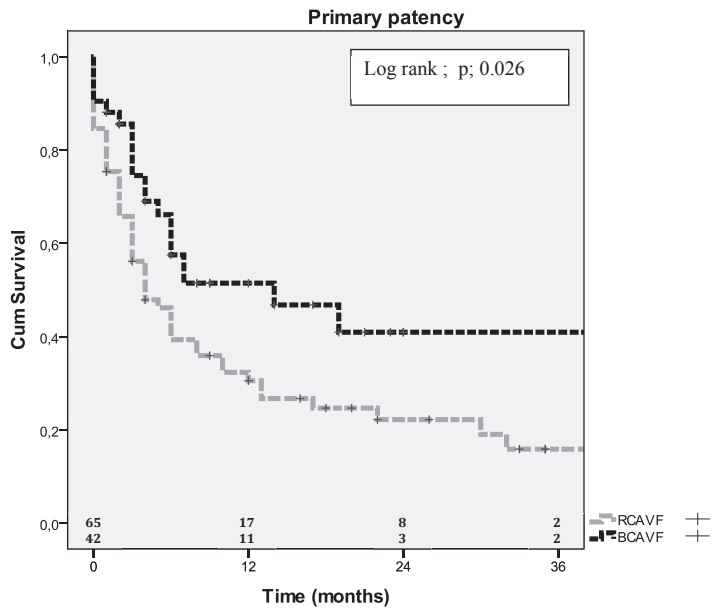 Primary patency
Log rank ; p; 0.026
1,0
0,8
0,6
0,4
0,2
0,0
Cum Survival
65 17 8 2
42 11 3 2
0 12 24 36
Time (months)
RCAVF
BCAVF